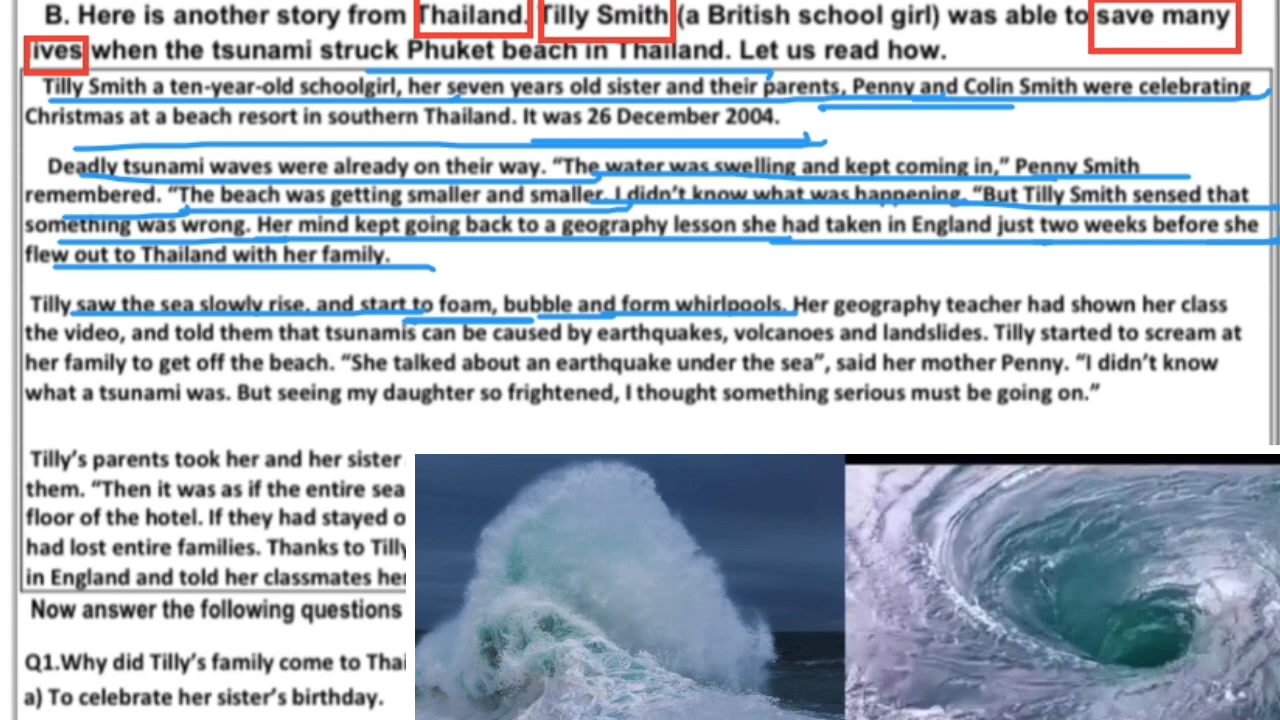 B. Here is another story from Thailand. Tilly Smith (a British school girl) was able to save many
lives when the tsunami struck Phuket beach in Thailand. Let us read how.
Tilly Smith a ten-year-old schoolgirl, her seven years old sister and their parents, Penny and Colin Smith were celebrating
Christmas at a beach resort in southern Thailand. It was 26 December 2004.
Deadly tsunami waves were already on their way. “The water was swelling and kept coming in,” Penny Smith
remembered. “The beach was getting smaller and smaller. I didn’t know what was happening. “But Tilly Smith sensed that
something was wrong. Her mind kept going back to a geography lesson she had taken in England just two weeks before she
flew out to Thailand with her family.
Tilly saw the sea slowly rise, and start to foam, bubble and form whirlpools. Her geography teacher had shown her class
the video, and told them that tsunamis can be caused by earthquakes, volcanoes and landslides. Tilly started to scream at
her family to get off the beach. “She talked about an earthquake under the sea”, said her mother Penny. “I didn’t know
what a tsunami was. But seeing my daughter so frightened, I thought something serious must be going on.”
Tilly’s parents took her and her sister
them. “Then it was as if the entire sea
floor of the hotel. If they had stayed o
had lost entire families. Thanks to Tilly
in England and told her classmates her
Now answer the following questions
Q1.Why did Tilly’s family come to Thai
a) To celebrate her sister’s birthday.